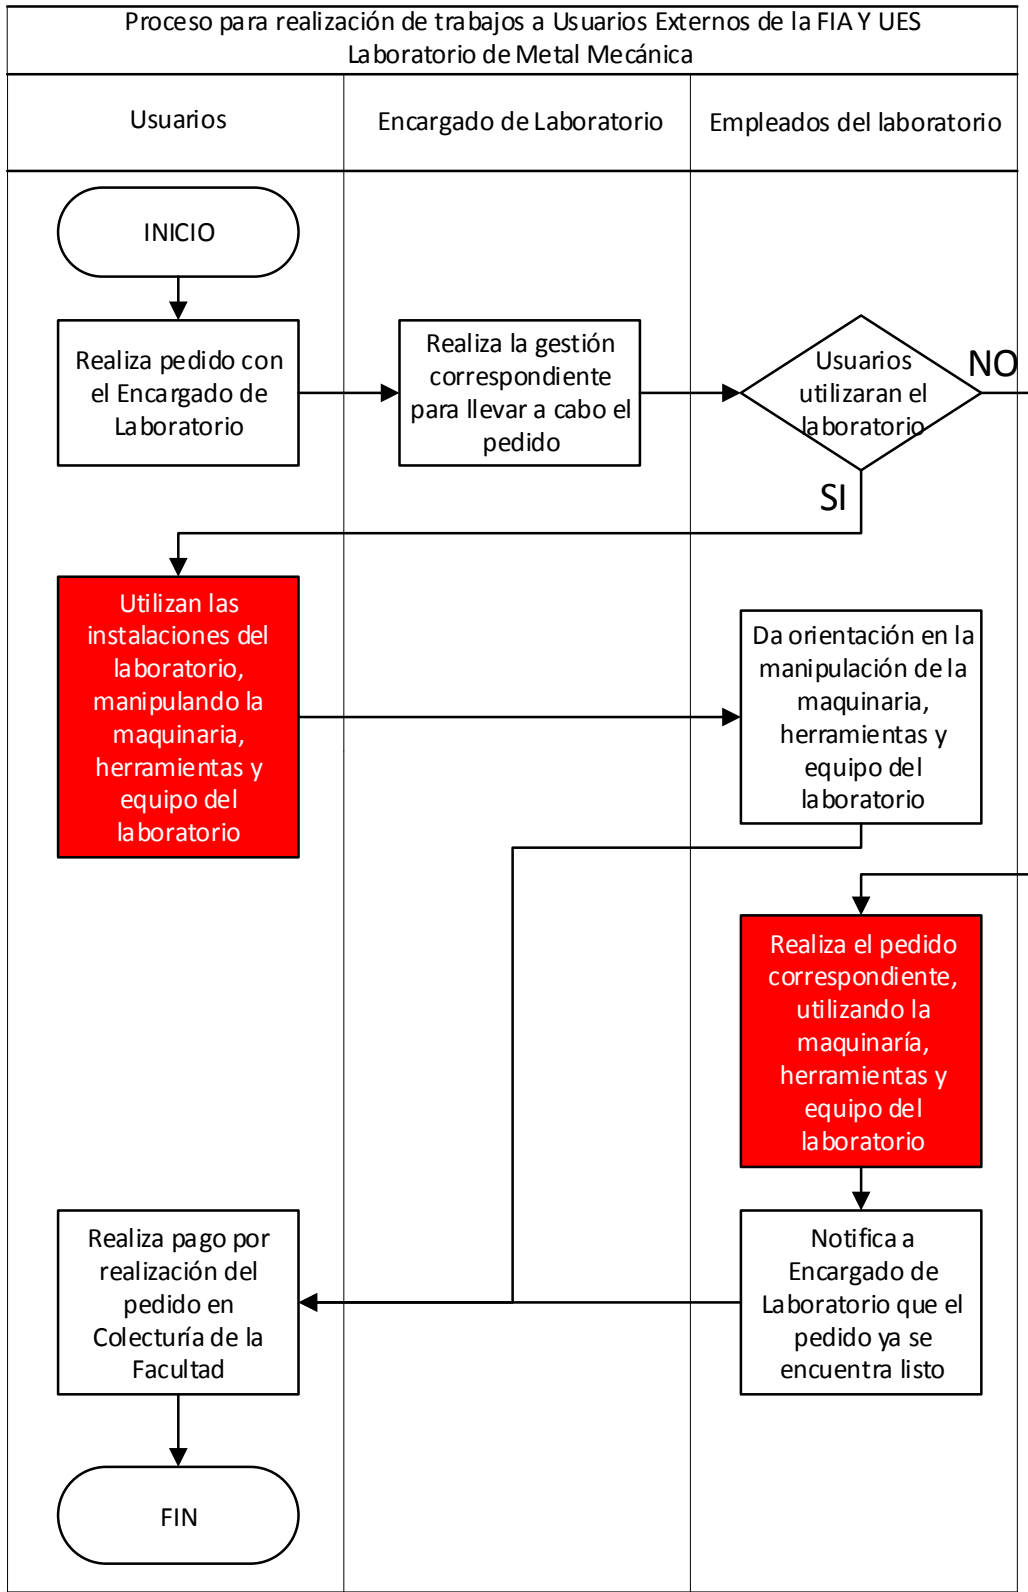 Proceso para realización de trabajos a Usuarios Externos de la FIA Y UES
Laboratorio de Metal Mecánica
Usuarios
Encargado de Laboratorio
Empleados del laboratorio
INICIO
Realiza pedido con
el Encargado de
Laboratorio
Realiza la gestión
correspondiente
para llevar a cabo el
pedido
Usuarios
utilizaran el
laboratorio
NO
SI
Utilizan las
instalaciones del
laboratorio,
manipulando la
maquinaria,
herramientas y
equipo del
laboratorio
Da orientación en la
manipulación de la
maquinaria,
herramientas y
equipo del
laboratorio
Realiza el pedido
correspondiente,
utilizando la
maquinaría,
herramientas y
equipo del
laboratorio
Realiza pago por
realización del
pedido en
Colecturía de la
Facultad
Notifica a
Encargado de
Laboratorio que el
pedido ya se
encuentra listo
FIN